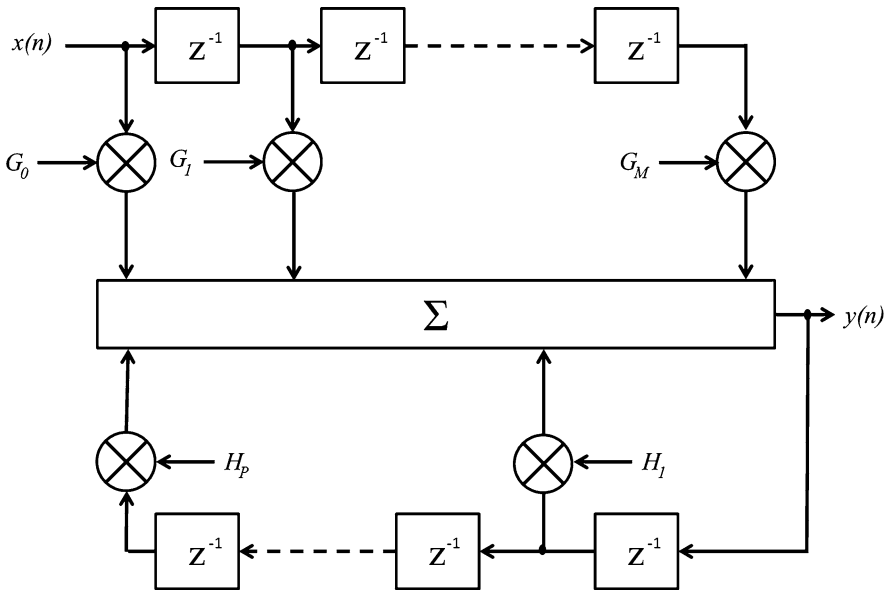 x(n) z⁻¹ z⁻¹ z⁻¹
G₀ G₁ G_M
Σ y(n)
H_P H₁
z⁻¹ z⁻¹ z⁻¹